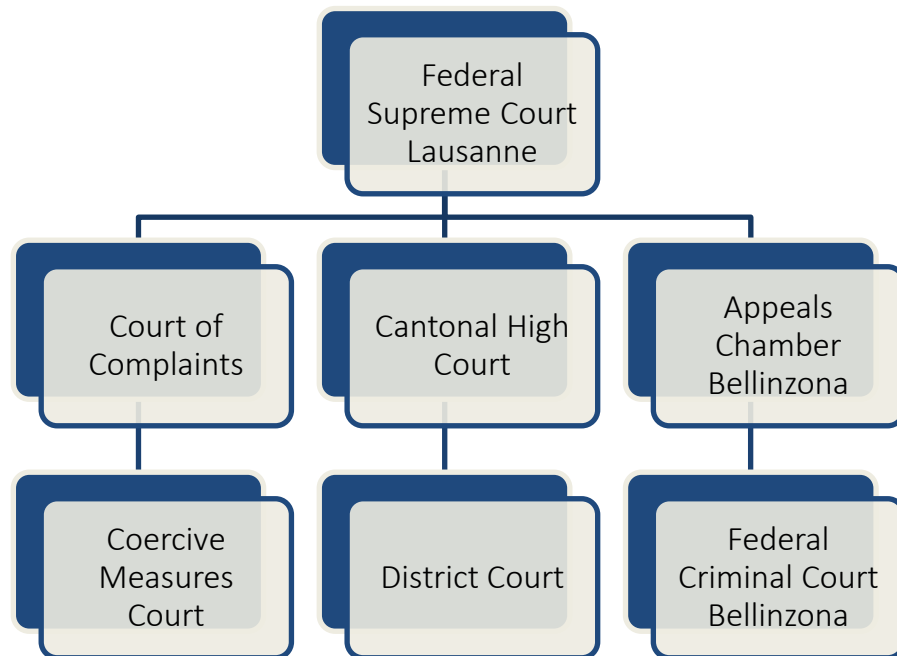 Federal
Supreme Court
Lausanne
Court of
Complaints
Cantonal High
Court
Appeals
Chamber
Bellinzona
Coercive
Measures
Court
District Court
Federal
Criminal Court
Bellinzona